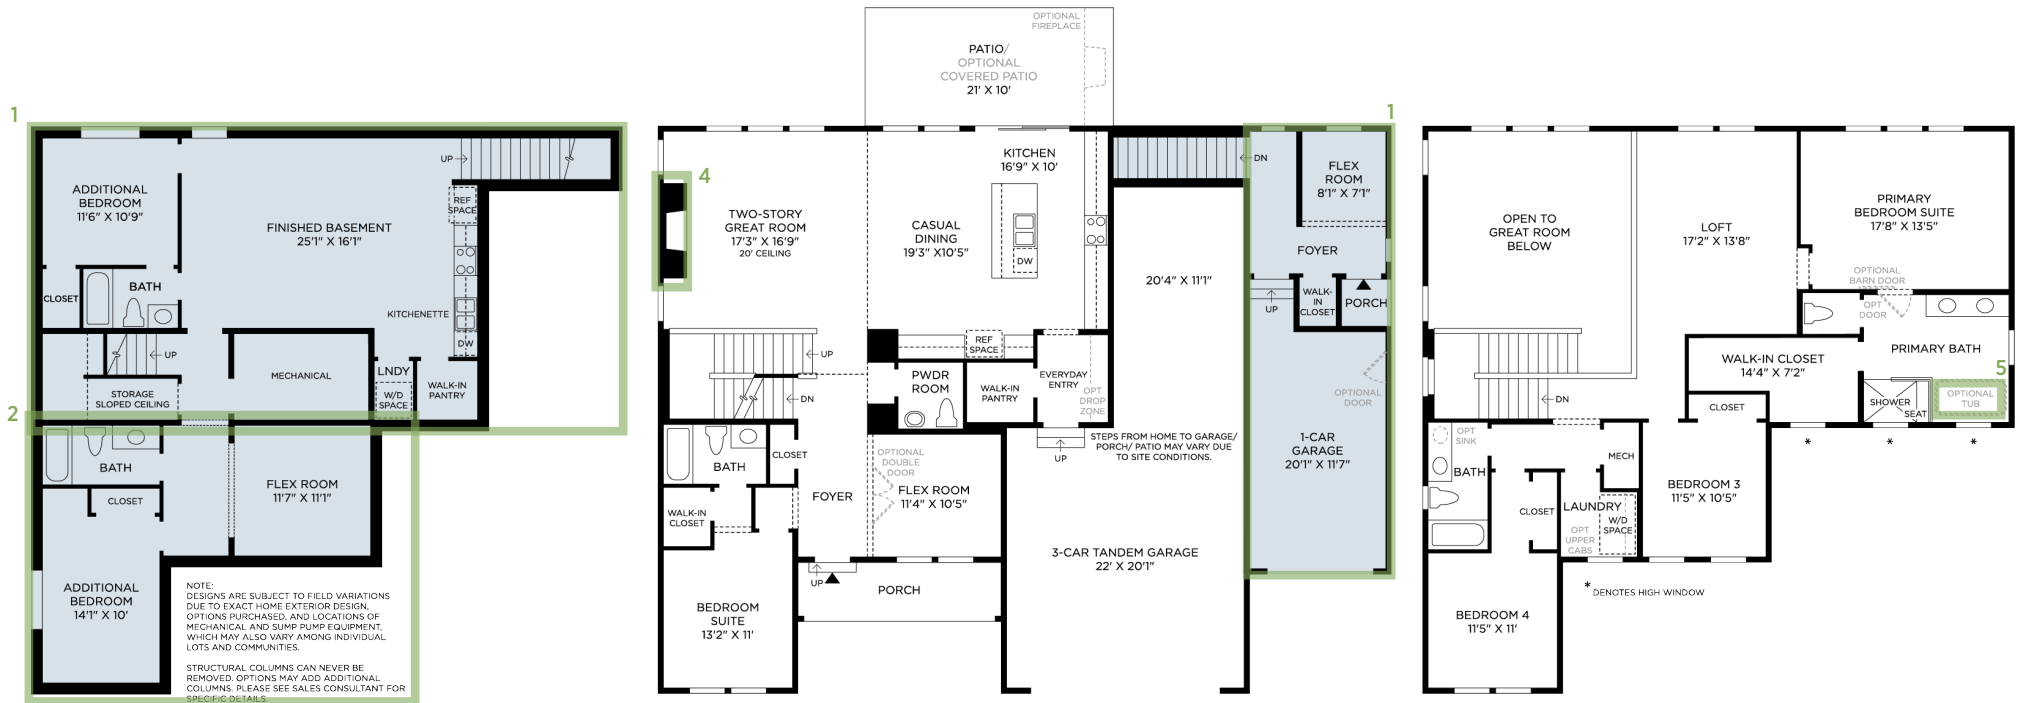 1
ADDITIONAL
BEDROOM
11'6" X 10'9"
FINISHED BASEMENT
25'1" X 16'1"
UP
REF
SPACE
CLOSET
BATH
KITCHENETTE
DW
UP
MECHANICAL
STORAGE
SLOPED CEILING
LNDY
W/D
SPACE
WALK-IN
PANTRY
2
BATH
CLOSET
FLEX ROOM
11'7" X 11'1"
ADDITIONAL
BEDROOM
14'1" X 10'
NOTE:
DESIGNS ARE SUBJECT TO FIELD VARIATIONS
DUE TO EXACT HOME EXTERIOR DESIGN,
OPTIONS PURCHASED, AND LOCATIONS OF
MECHANICAL AND SUMP PUMP EQUIPMENT,
WHICH MAY ALSO VARY AMONG INDIVIDUAL
LOTS AND COMMUNITIES.
STRUCTURAL COLUMNS CAN NEVER BE
REMOVED. OPTIONS MAY ADD ADDITIONAL
COLUMNS. PLEASE SEE SALES CONSULTANT FOR
SPECIFIC DETAILS.
OPTIONAL
FIREPLACE
PATIO/
OPTIONAL
COVERED PATIO
21' X 10'
4
TWO-STORY
GREAT ROOM
17'3" X 16'9"
20' CEILING
CASUAL
DINING
19'3" X10'5"
KITCHEN
16'9" X 10'
DW
DN
1
FLEX
ROOM
8'1" X 7'1"
FOYER
UP
WALK-
IN
CLOSET
PORCH
20'4" X 11'1"
UP
DN
REF
SPACE
PWDR
ROOM
WALK-IN
PANTRY
EVERYDAY
ENTRY
OPT
DROP
ZONE
UP
STEPS FROM HOME TO GARAGE/
PORCH/ PATIO MAY VARY DUE
TO SITE CONDITIONS.
OPTIONAL
DOOR
1-CAR
GARAGE
20'1" X 11'7"
BATH
CLOSET
WALK-IN
CLOSET
FOYER
OPTIONAL
DOUBLE
DOOR
FLEX ROOM
11'4" X 10'5"
3-CAR TANDEM GARAGE
22' X 20'1"
UP
PORCH
BEDROOM
SUITE
13'2" X 11'
OPEN TO
GREAT ROOM
BELOW
LOFT
17'2" X 13'8"
PRIMARY
BEDROOM SUITE
17'8" X 13'5"
OPTIONAL
BARN DOOR
OPT
DOOR
PRIMARY BATH
WALK-IN CLOSET
14'4" X 7'2"
5
OPTIONAL
TUB
SHOWER
SEAT
CLOSET
DN
* * *
OPT
SINK
BATH
MECH
BEDROOM 3
11'5" X 10'5"
CLOSET
LAUNDRY
W/D
SPACE
OPT
UPPER
CABS
* DENOTES HIGH WINDOW
BEDROOM 4
11'5" X 11'